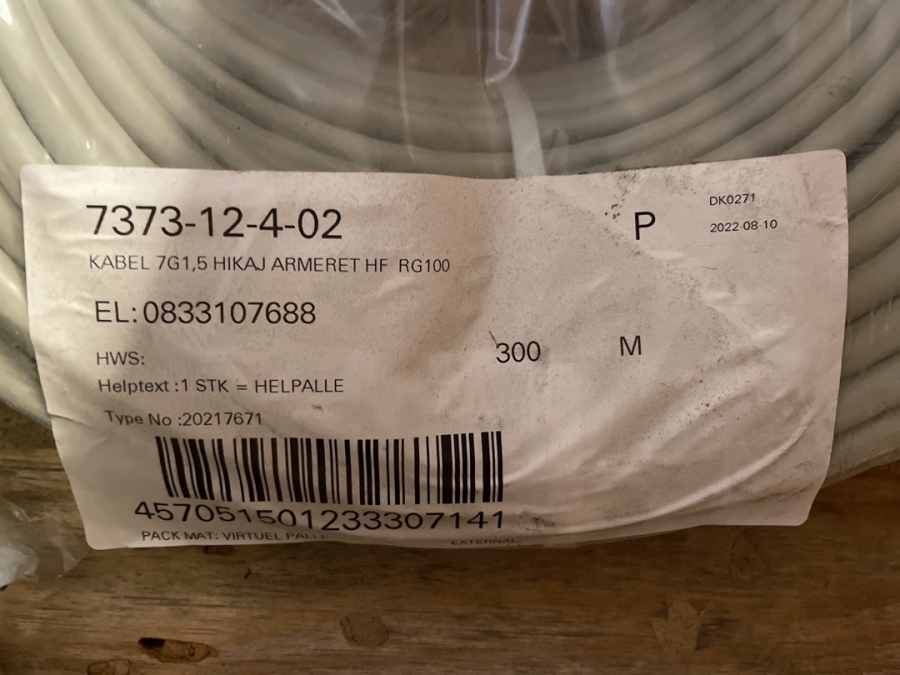 7373-12-4-02
P
DK0271
2022-08-10
KABEL 7G1,5 HIKAJ ARMERET HF RG100
EL:0833107688
HWS:
300 M
Helptext :1 STK = HELPALLE
Type No :20217671
457051501233307141
PACK MAT: VIRTUEL PALLE
EXTERNAL